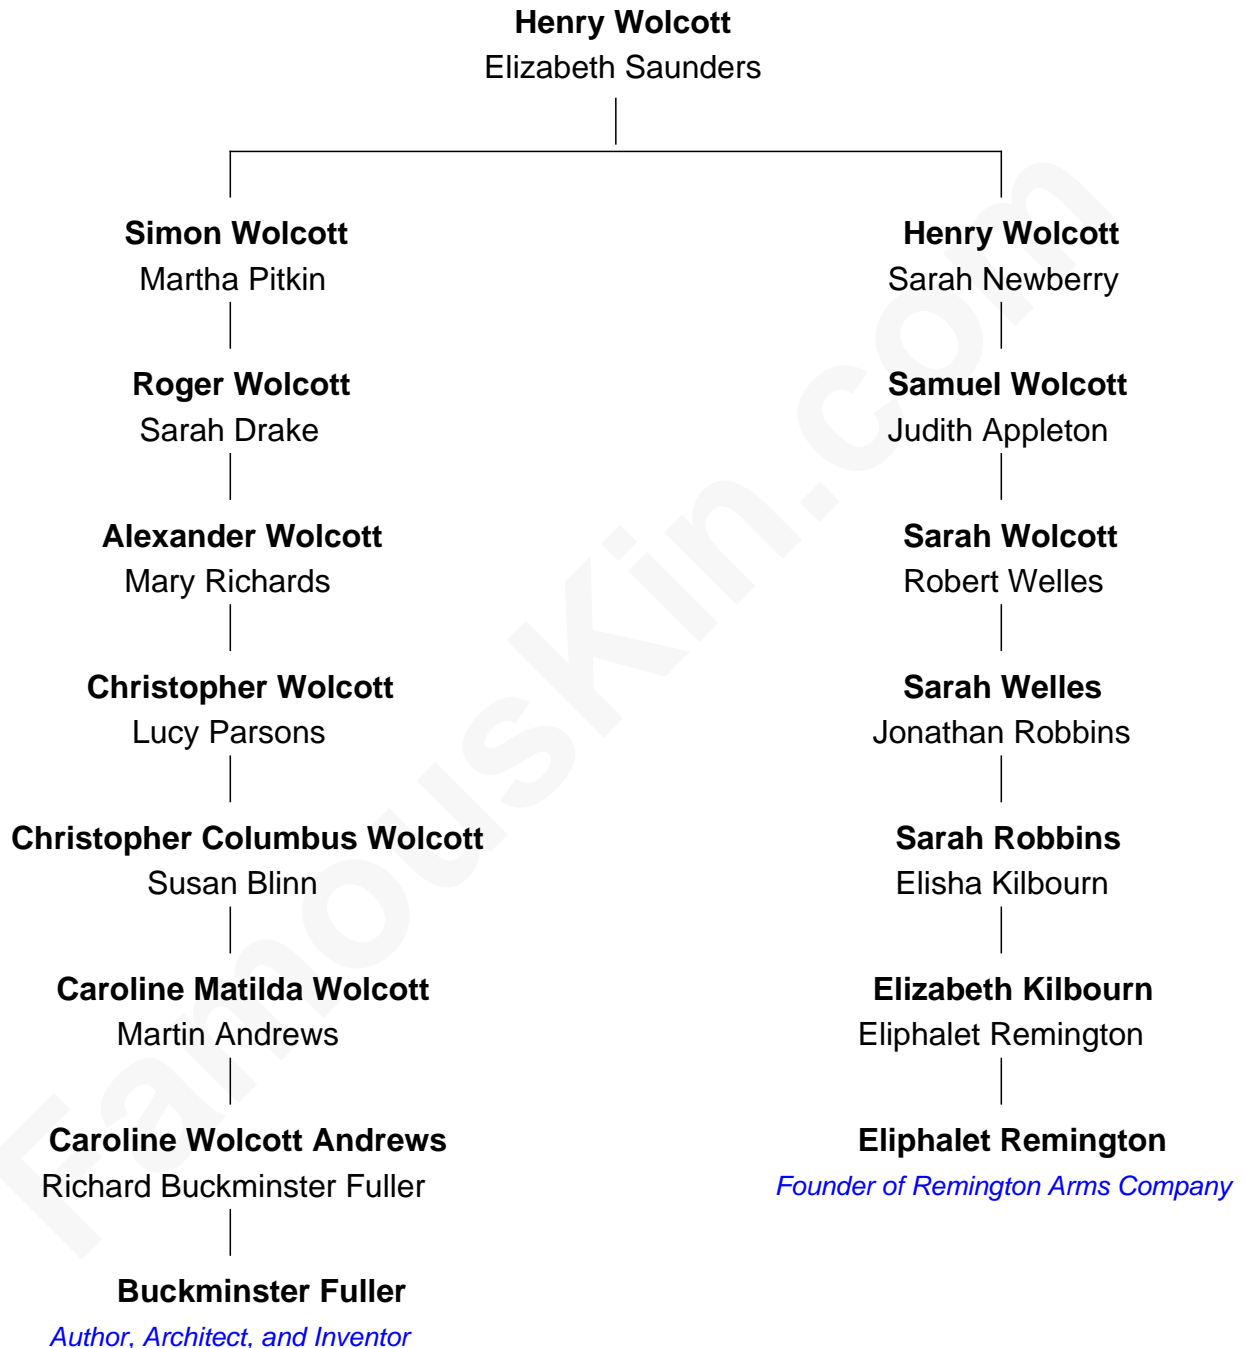 Henry Wolcott
Elizabeth Saunders
Simon Wolcott
Martha Pitkin
Henry Wolcott
Sarah Newberry
Roger Wolcott
Sarah Drake
Samuel Wolcott
Judith Appleton
Alexander Wolcott
Mary Richards
Sarah Wolcott
Robert Welles
Christopher Wolcott
Lucy Parsons
Sarah Welles
Jonathan Robbins
Christopher Columbus Wolcott
Susan Blinn
Sarah Robbins
Elisha Kilbourn
Caroline Matilda Wolcott
Martin Andrews
Elizabeth Kilbourn
Eliphalet Remington
Caroline Wolcott Andrews
Richard Buckminster Fuller
Eliphalet Remington
Founder of Remington Arms Company
Buckminster Fuller
Author, Architect, and Inventor
FamousKin.com